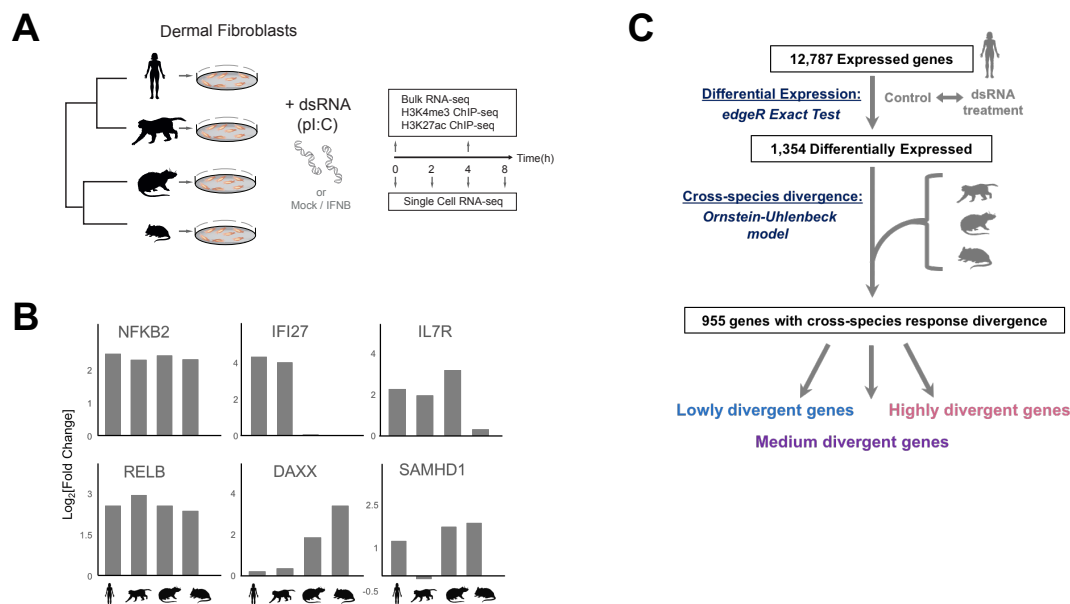 A
Dermal Fibroblasts
+ dsRNA
(pI:C)
or
Mock / IFNB
Bulk RNA-seq
H3K4me3 ChIP-seq
H3K27ac ChIP-seq
Time(h)
0 2 4 8
Single Cell RNA-seq
B
Log2[Fold Change]
NFKB2
2
0
IFI27
4
2
0
IL7R
4
2
0
RELB
3
1.5
0
DAXX
4
2
0
SAMHD1
2.5
1
-0.5
C
12,787 Expressed genes
Differential Expression:
edgeR Exact Test
Control
dsRNA
treatment
1,354 Differentially Expressed
Cross-species divergence:
Ornstein-Uhlenbeck
model
955 genes with cross-species response divergence
Lowly divergent genes
Highly divergent genes
Medium divergent genes